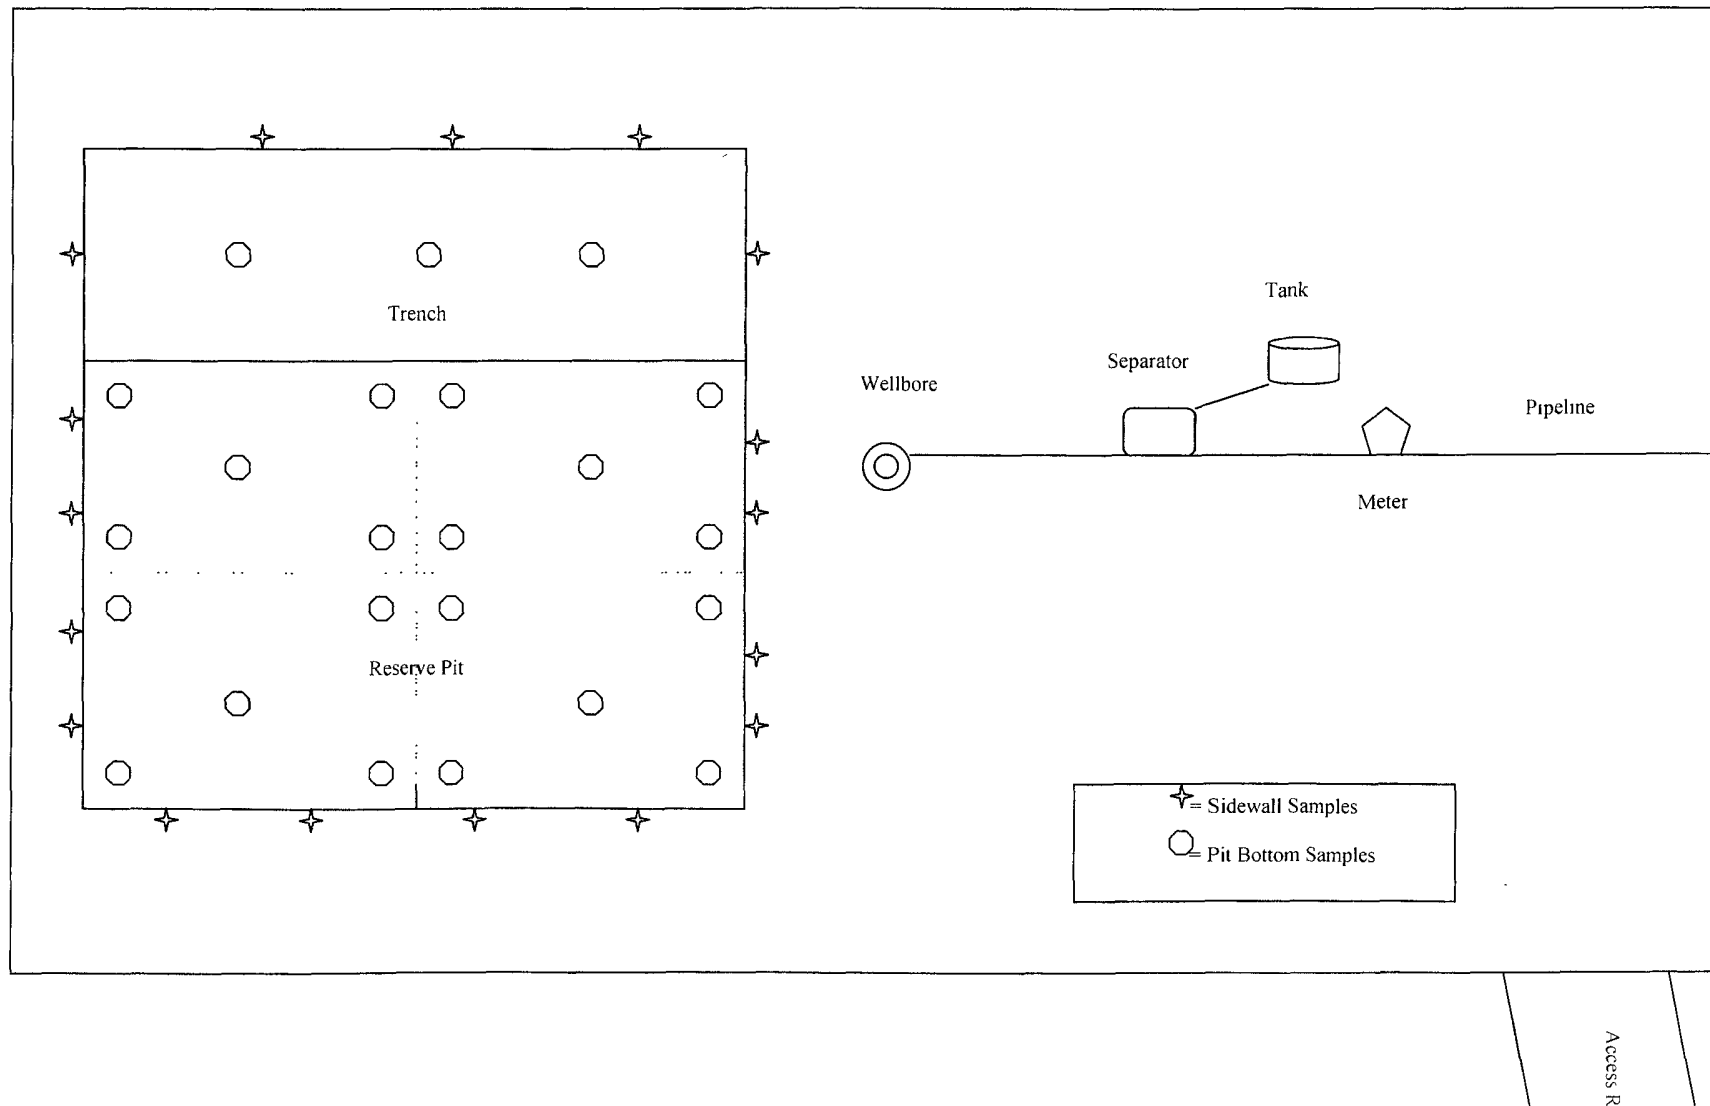 Tank
Trench
Separator
Wellbore
Pipeline
Meter
Reserve Pit
= Sidewall Samples
= Pit Bottom Samples
Access R